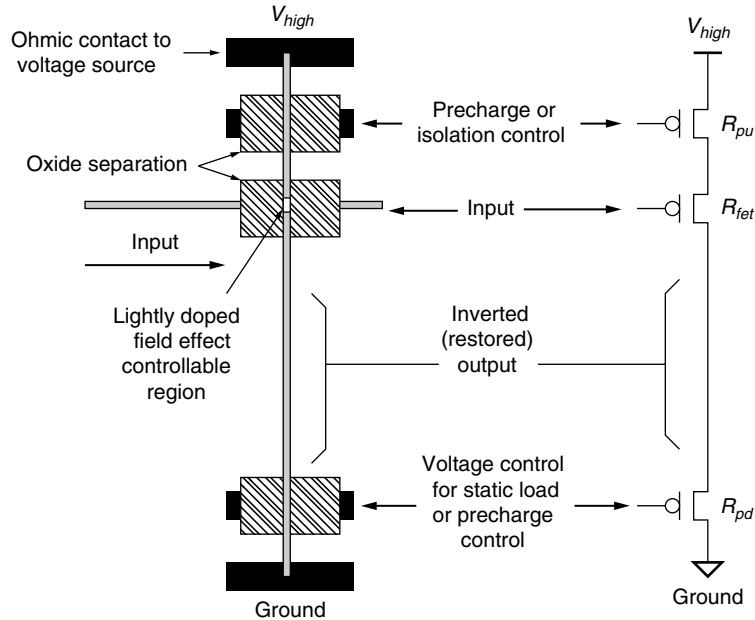 V_high
Ohmic contact to
voltage source
V_high
Precharge or
isolation control
R_pu
Oxide separation
Input
R_fet
Input
Lightly doped
field effect
controllable
region
Inverted
(restored)
output
Voltage control
for static load
or precharge
control
R_pd
Ground
Ground